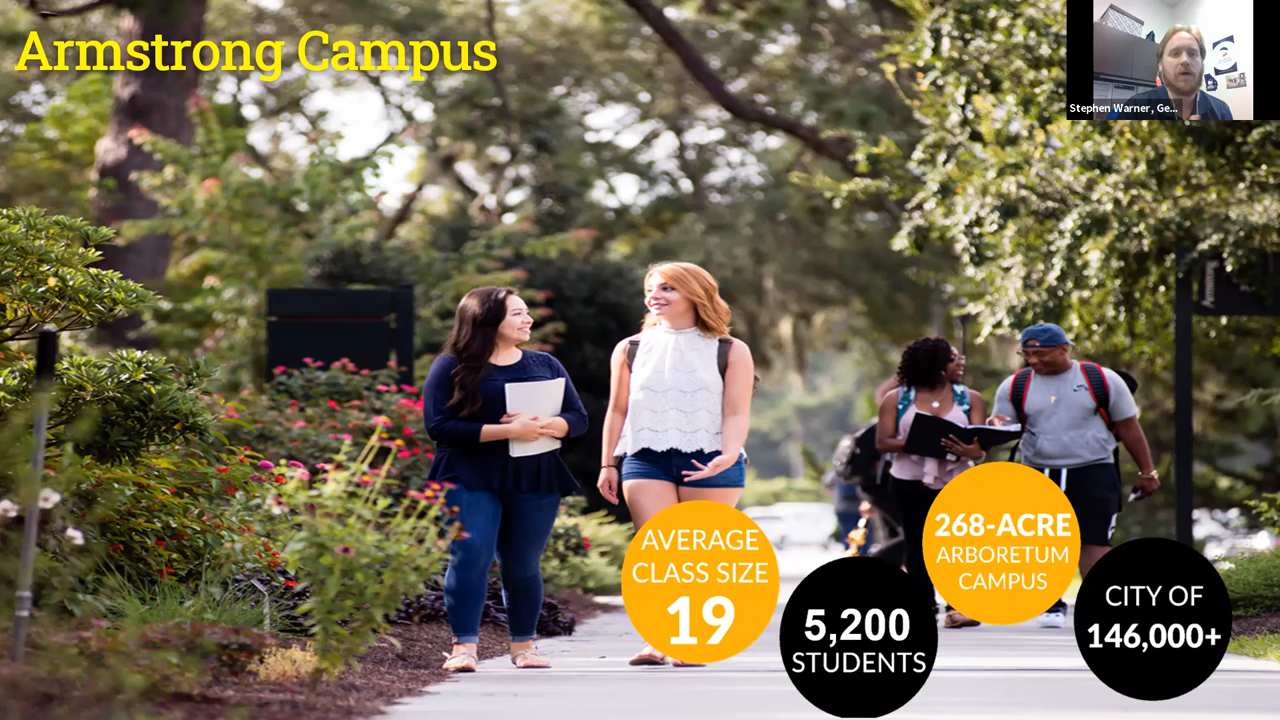 Armstrong Campus
Stephen Warner, Ge...
AVERAGE
CLASS SIZE
19
5,200
STUDENTS
268-ACRE
ARBORETUM
CAMPUS
CITY OF
146,000+